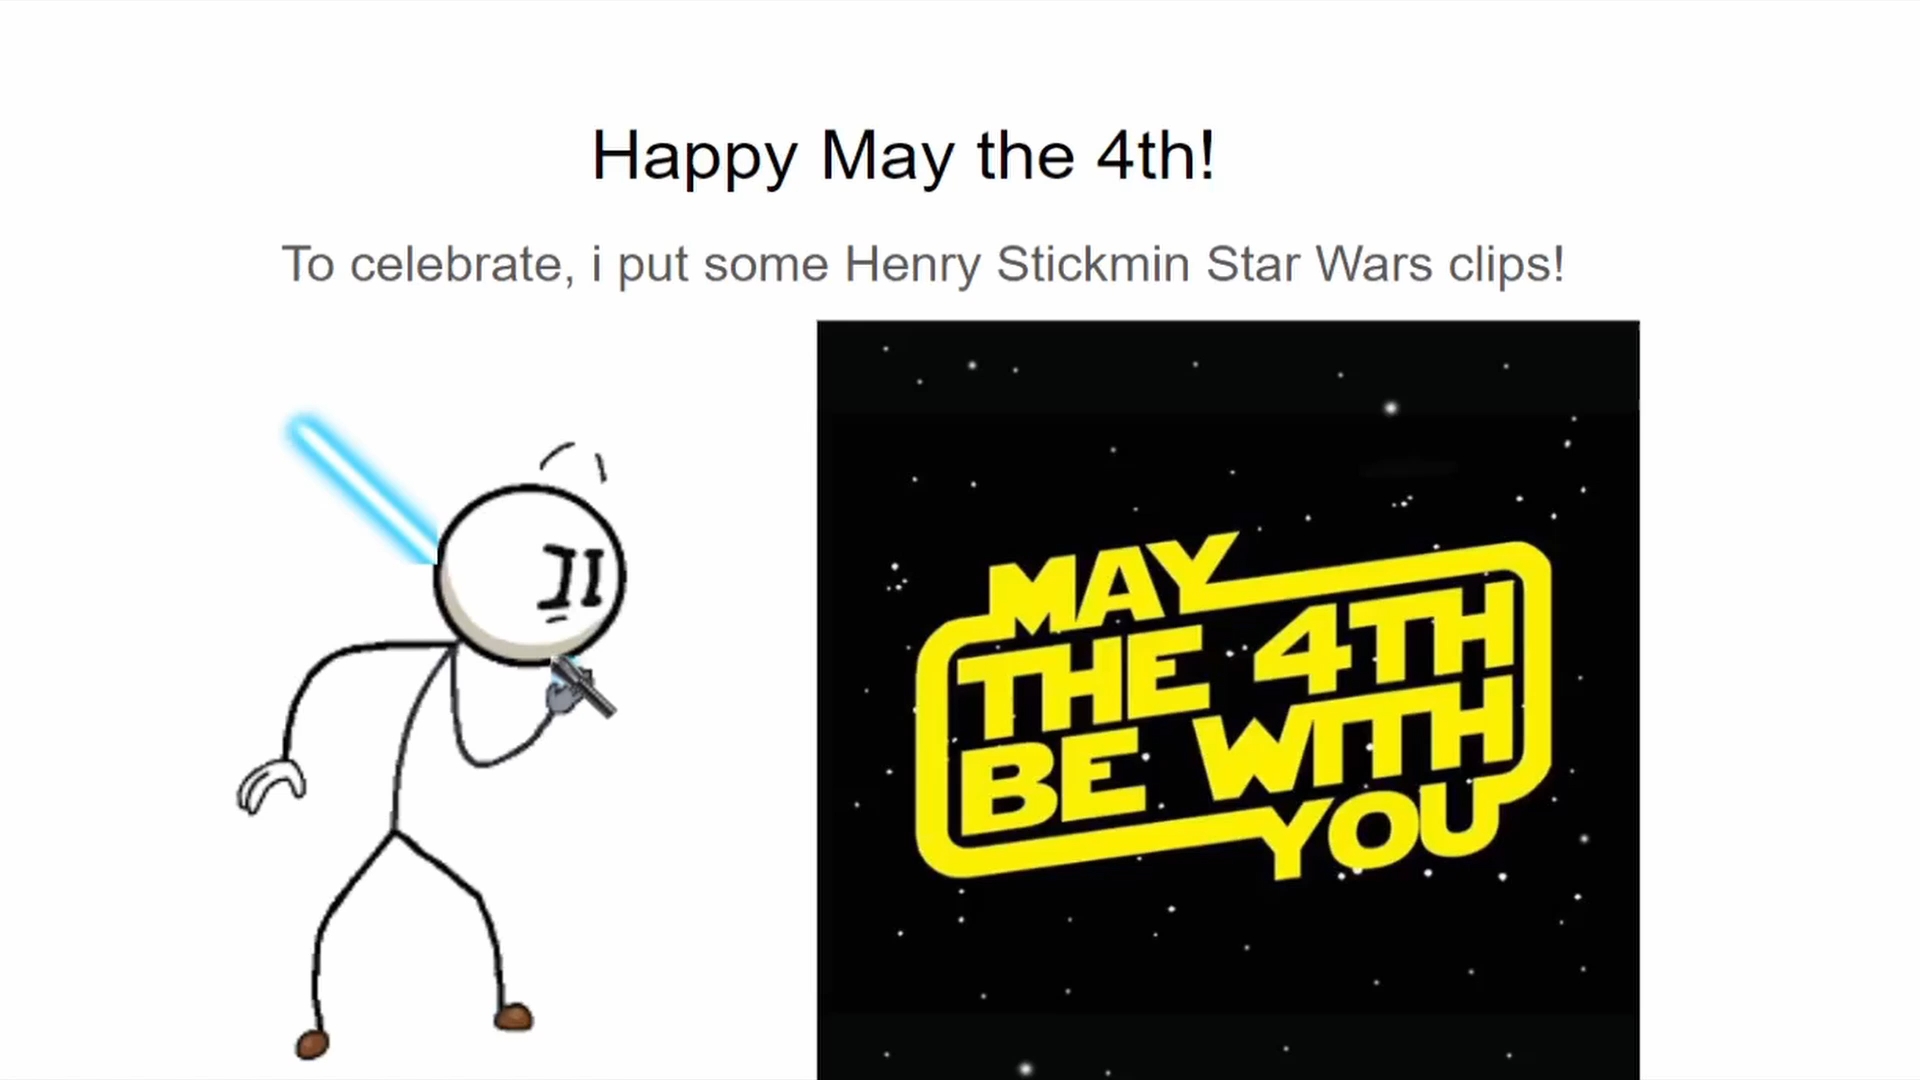 Happy May the 4th!
To celebrate, i put some Henry Stickmin Star Wars clips!
MAY
THE 4TH
BE WITH
YOU